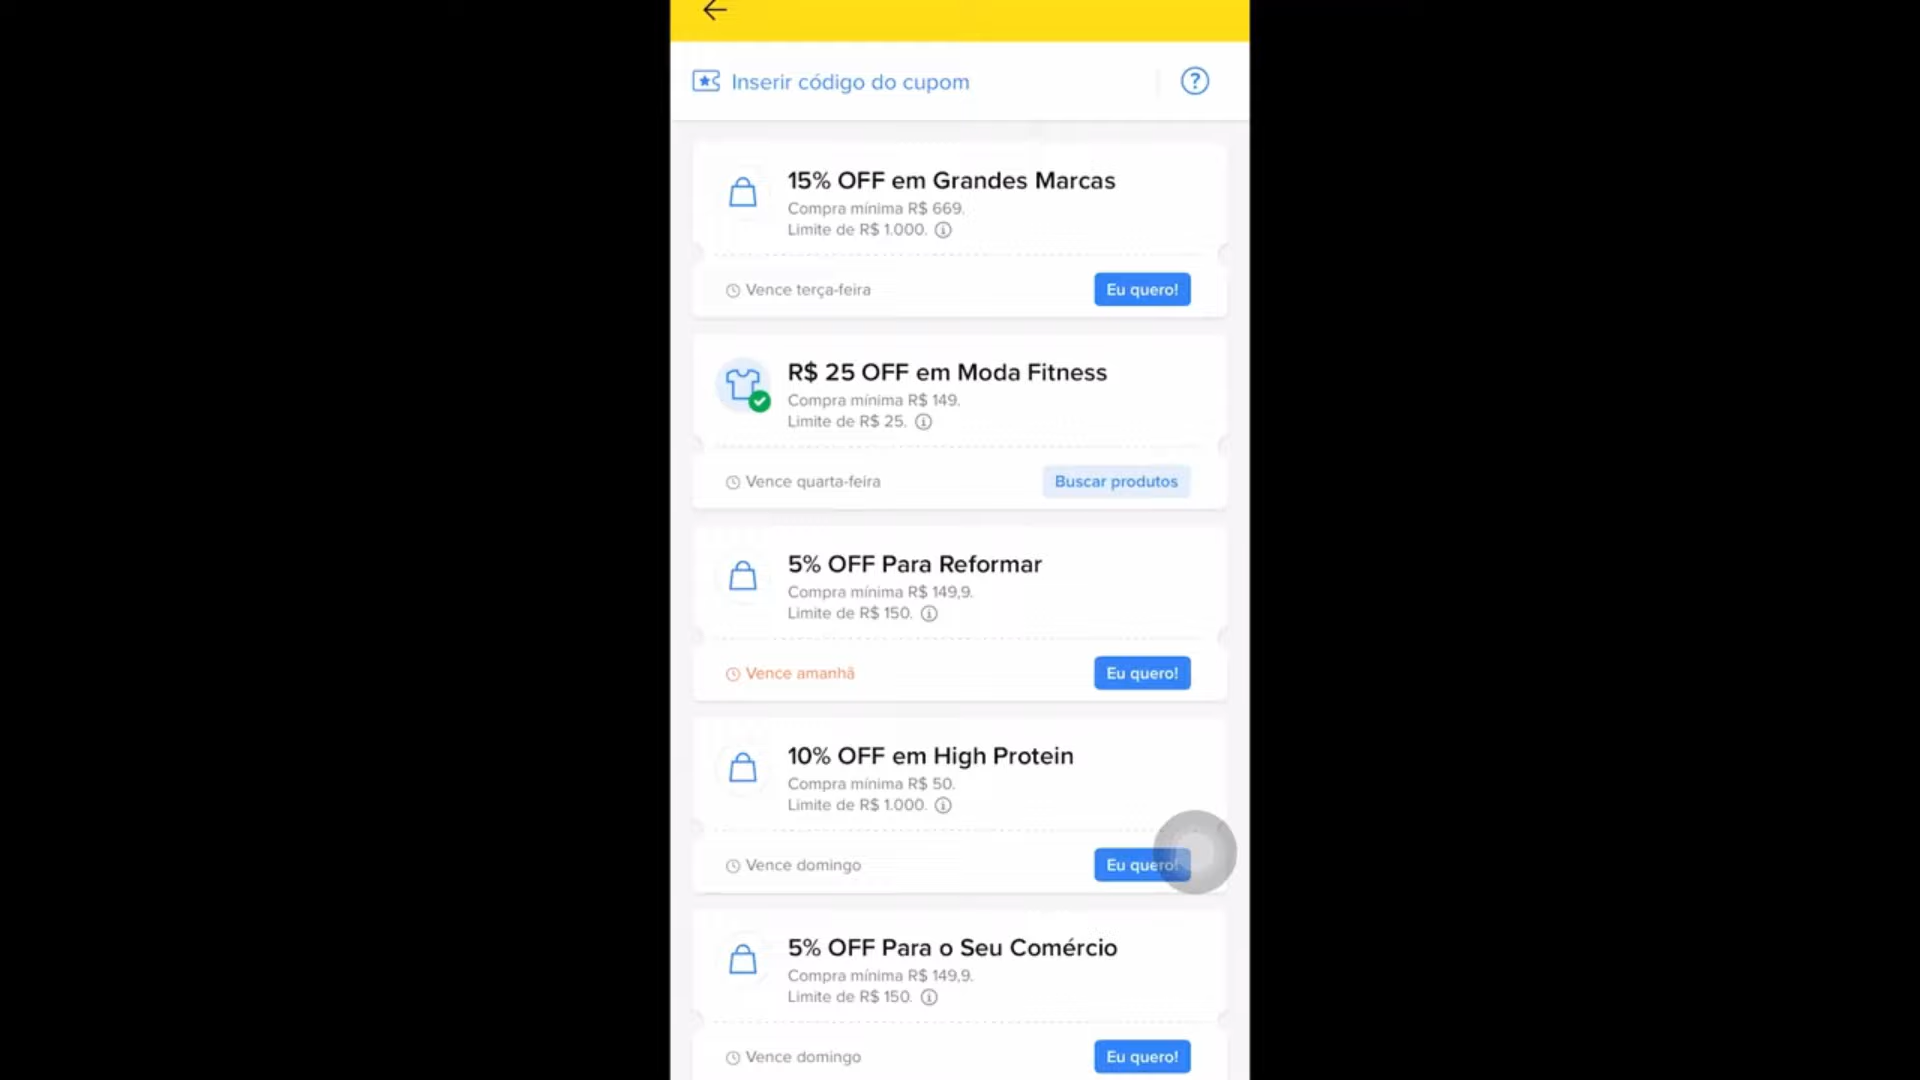 Inserir código do cupom
15% OFF em Grandes Marcas
Compra mínima R$ 669.
Limite de R$ 1.000.
Vence terça-feira
Eu quero!
R$ 25 OFF em Moda Fitness
Compra mínima R$ 149.
Limite de R$ 25.
Vence quarta-feira
Buscar produtos
5% OFF Para Reformar
Compra mínima R$ 149,9.
Limite de R$ 150.
Vence amanhã
Eu quero!
10% OFF em High Protein
Compra mínima R$ 50.
Limite de R$ 1.000.
Vence domingo
Eu quero!
5% OFF Para o Seu Comércio
Compra mínima R$ 149,9.
Limite de R$ 150.
Vence domingo
Eu quero!